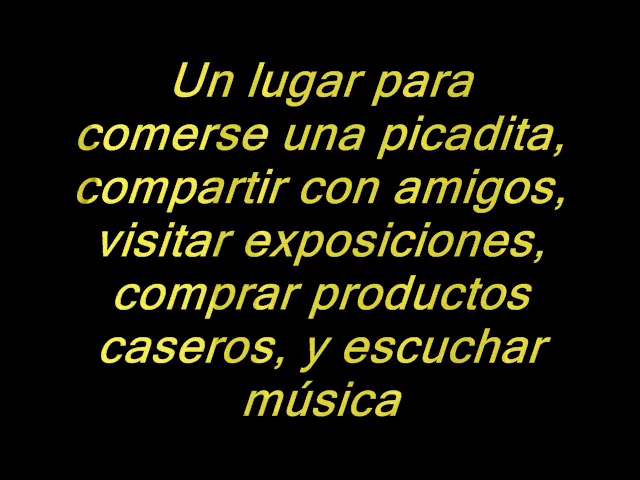 Un lugar para
comerse una picadita,
compartir con amigos,
visitar exposiciones,
comprar productos
caseros, y escuchar
música